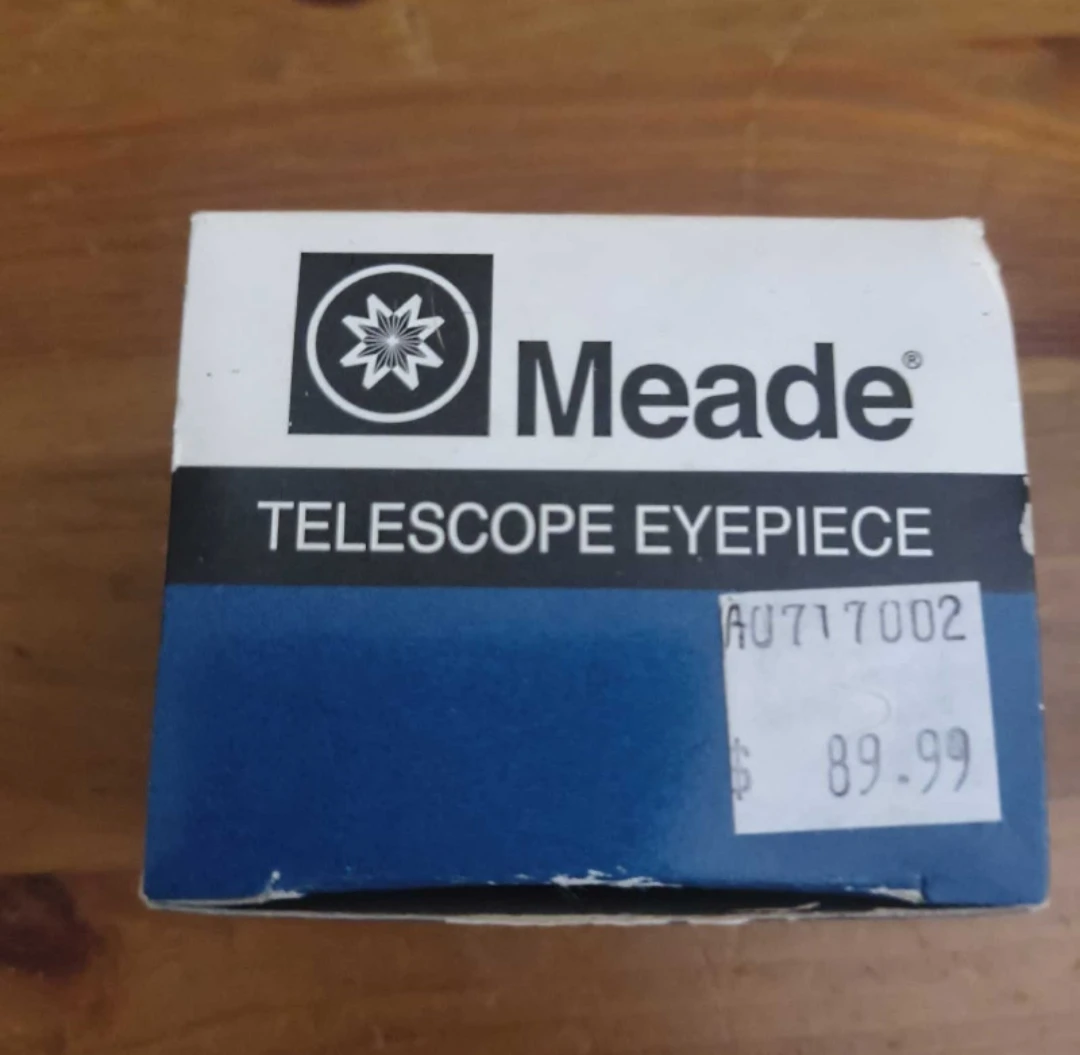 Meade®
TELESCOPE EYEPIECE
AU717002
$ 89.99